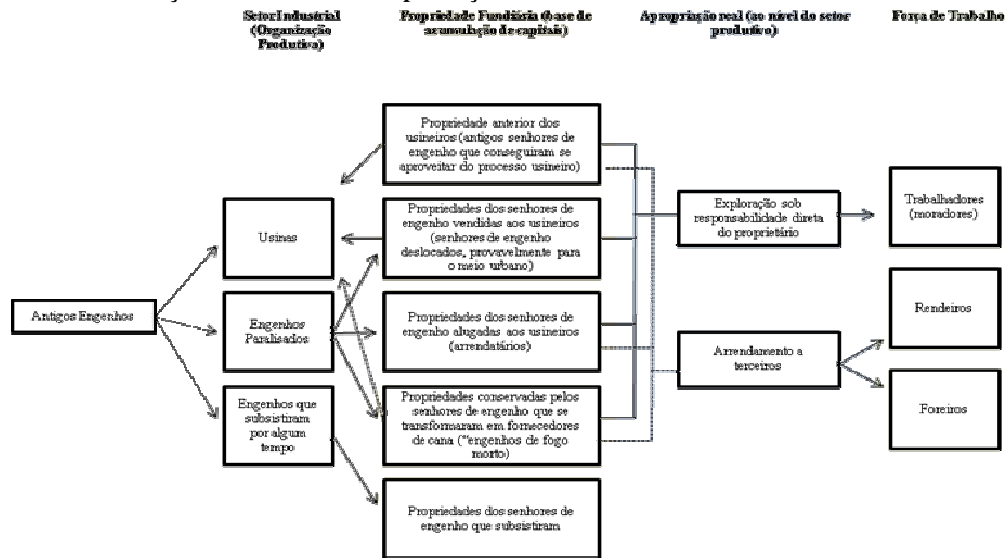 Setor Industrial
(Organização
Produtiva)
Propriedade Fundiária (base de
acumulação de capitais)
Apropriação real (ao nível do setor
produtivo)
Força de Trabalho
Antigos Engenhos
Usinas
Engenhos
Paralisados
Engenhos que
subsistiram
por algum
tempo
Propriedade anterior dos
usineiros (antigos senhores de
engenho que conseguiram se
aproveitar do processo usineiro)
Propriedades dos senhores de
engenho vendidas aos usineiros
(senhores de engenho
deslocados, provavelmente para
o meio urbano)
Propriedades dos senhores de
engenho alugadas aos usineiros
(arrendatários)
Propriedades conservadas pelos
senhores de engenho que se
transformaram em fornecedores
de cana ("engenhos de fogo
morto)
Propriedades dos senhores de
engenho que subsistiram
Exploração sob
responsabilidade direta
do proprietário
Arrendamento a
terceiros
Trabalhadores
(moradores)
Rendeiros
Foreiros